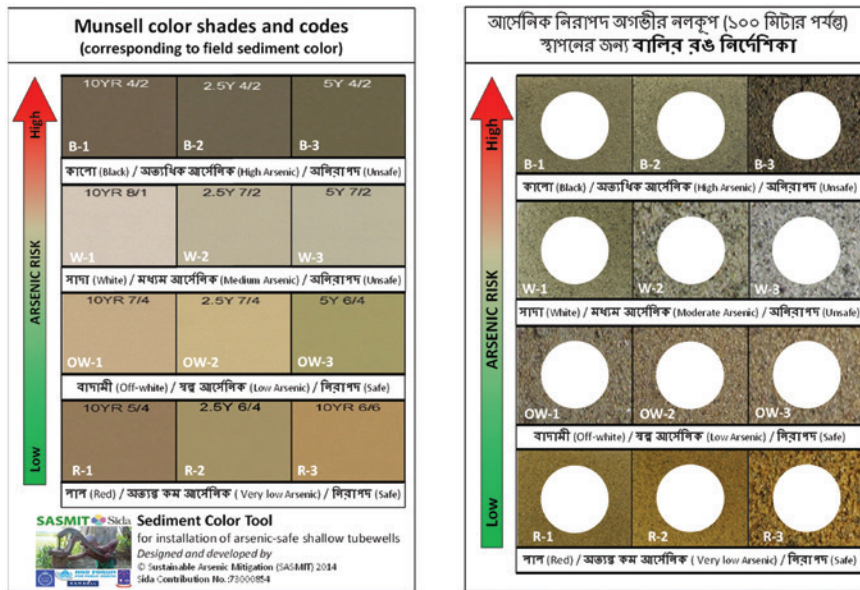 Munsell color shades and codes
(corresponding to field sediment color)
High
ARSENIC RISK
Low
10YR 4/2 2.5Y 4/2 5Y 4/2
B-1 B-2 B-3
কালো (Black) / অত্যধিক আর্সেনিক (High Arsenic) / অনিরাপদ (Unsafe)
10YR 8/1 2.5Y 7/2 5Y 7/2
W-1 W-2 W-3
সাদা (White) / মধ্যম আর্সেনিক (Medium Arsenic) / অনিরাপদ (Unsafe)
10YR 7/4 2.5Y 7/4 5Y 6/4
OW-1 OW-2 OW-3
বাদামী (Off-white) / স্বল্প আর্সেনিক (Low Arsenic) / নিরাপদ (Safe)
10YR 5/4 2.5Y 6/4 10YR 6/6
R-1 R-2 R-3
লাল (Red) / অত্যন্ত কম আর্সেনিক ( Very low Arsenic) / নিরাপদ (Safe)
SASMIT Sida
Sediment Color Tool
for installation of arsenic-safe shallow tubewells
Designed and developed by
© Sustainable Arsenic Mitigation (SASMIT) 2014
Sida Contribution No.:73000854
আর্সেনিক নিরাপদ অগভীর নলকূপ (১০০ মিটার পর্যন্ত)
স্থাপনের জন্য বালির রঙ নির্দেশিকা
High
ARSENIC RISK
Low
B-1 B-2 B-3
কালো (Black) / অত্যধিক আর্সেনিক (High Arsenic) / অনিরাপদ (Unsafe)
W-1 W-2 W-3
সাদা (White) / মধ্যম আর্সেনিক (Moderate Arsenic) / অনিরাপদ (Unsafe)
OW-1 OW-2 OW-3
বাদামী (Off-white) / স্বল্প আর্সেনিক (Low Arsenic) / নিরাপদ (Safe)
R-1 R-2 R-3
লাল (Red) / অত্যন্ত কম আর্সেনিক ( Very low Arsenic) / নিরাপদ (Safe)